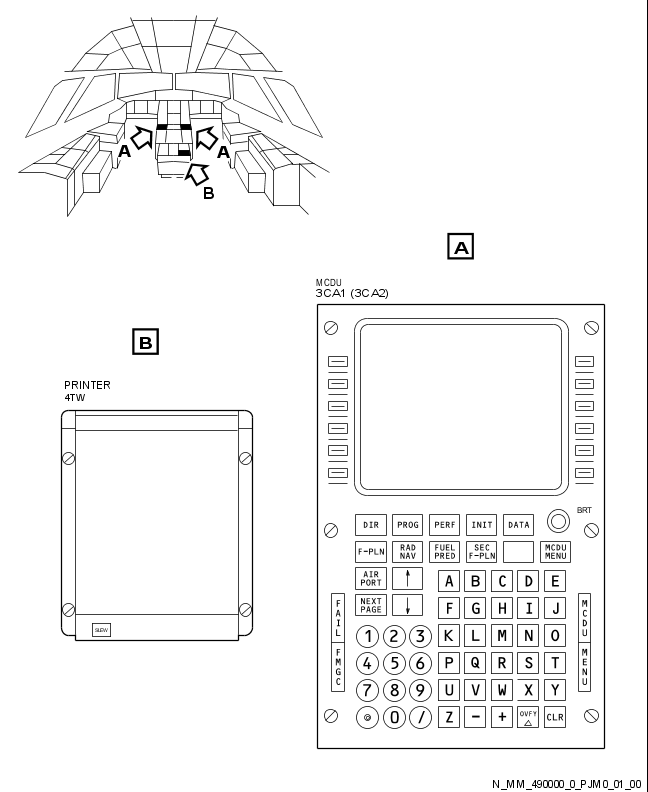 A
A
B
A
MCDU
3CA1 (3CA2)
B
PRINTER
4TW
BRT
DIR PROG PERF INIT DATA
F-PLN RAD NAV FUEL PRED SEC F-PLN MCDU MENU
AIR PORT ↑
NEXT PAGE ↓
A B C D E
F G H I J
K L M N O
P Q R S T
U V W X Y
Z - + OVFY △ CLR
1 2 3
4 5 6
7 8 9
0 /
FAIL
FMGC
MCDU
MENU
SLEW
N_MM_490000_0_PJM0_01_00